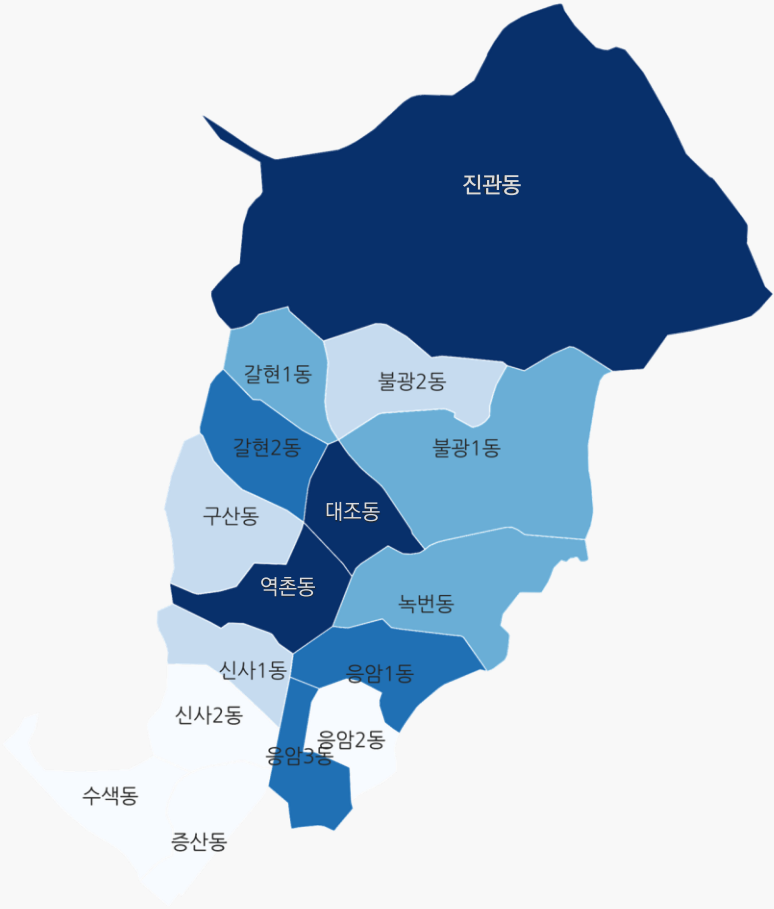 진관동
갈현1동
불광2동
갈현2동
불광1동
구산동
대조동
역촌동
녹번동
신사1동
응암1동
신사2동
응암2동
응암3동
수색동
증산동